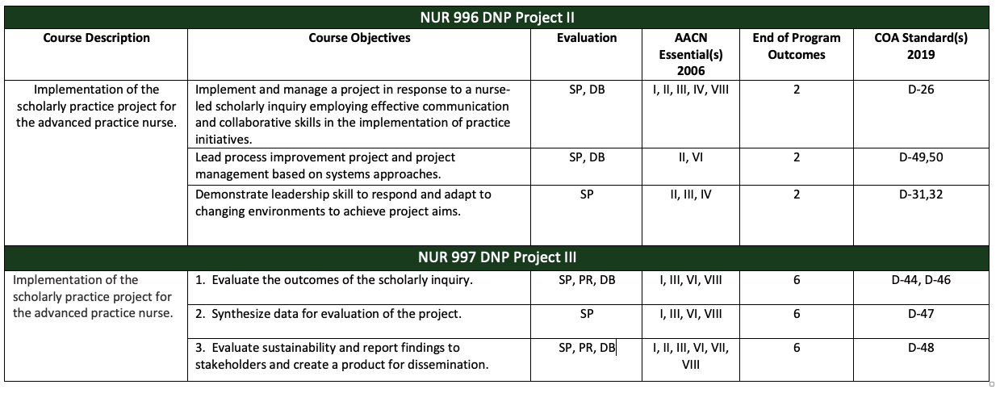 NUR 996 DNP Project II
Course Description
Course Objectives
Evaluation
AACN
Essential(s)
2006
End of Program
Outcomes
COA Standard(s)
2019
Implementation of the
scholarly practice project for
the advanced practice nurse.
Implement and manage a project in response to a nurse-
led scholarly inquiry employing effective communication
and collaborative skills in the implementation of practice
initiatives.
SP, DB
I, II, III, IV, VIII
2
D-26
Lead process improvement project and project
management based on systems approaches.
SP, DB
II, VI
2
D-49,50
Demonstrate leadership skill to respond and adapt to
changing environments to achieve project aims.
SP
II, III, IV
2
D-31,32
NUR 997 DNP Project III
Implementation of the
scholarly practice project for
the advanced practice nurse.
1. Evaluate the outcomes of the scholarly inquiry.
SP, PR, DB
I, III, VI, VIII
6
D-44, D-46
2. Synthesize data for evaluation of the project.
SP
I, III, VI, VIII
6
D-47
3. Evaluate sustainability and report findings to
stakeholders and create a product for dissemination.
SP, PR, DB
I, II, III, VI, VII,
VIII
6
D-48